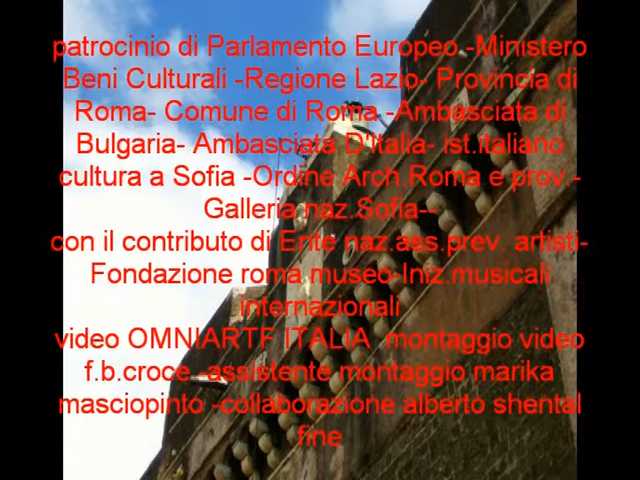 patrocinio di Parlamento Europeo.-Ministero
Beni Culturali -Regione Lazio- Provincia di
Roma- Comune di Roma -Ambasciata di
Bulgaria- Ambasciata D'Italia- ist.italiano
cultura a Sofia -Ordine Arch.Roma e prov.-
Galleria naz.Sofia--
con il contributo di Ente naz.ass.prev artisti-
Fondazione roma museo-Iniz.musicali
internazionali
video OMNIARTF ITALIA montaggio video
f.b.croce -assistente montaggio marika
masciopinto -collaborazione alberto shental
fine